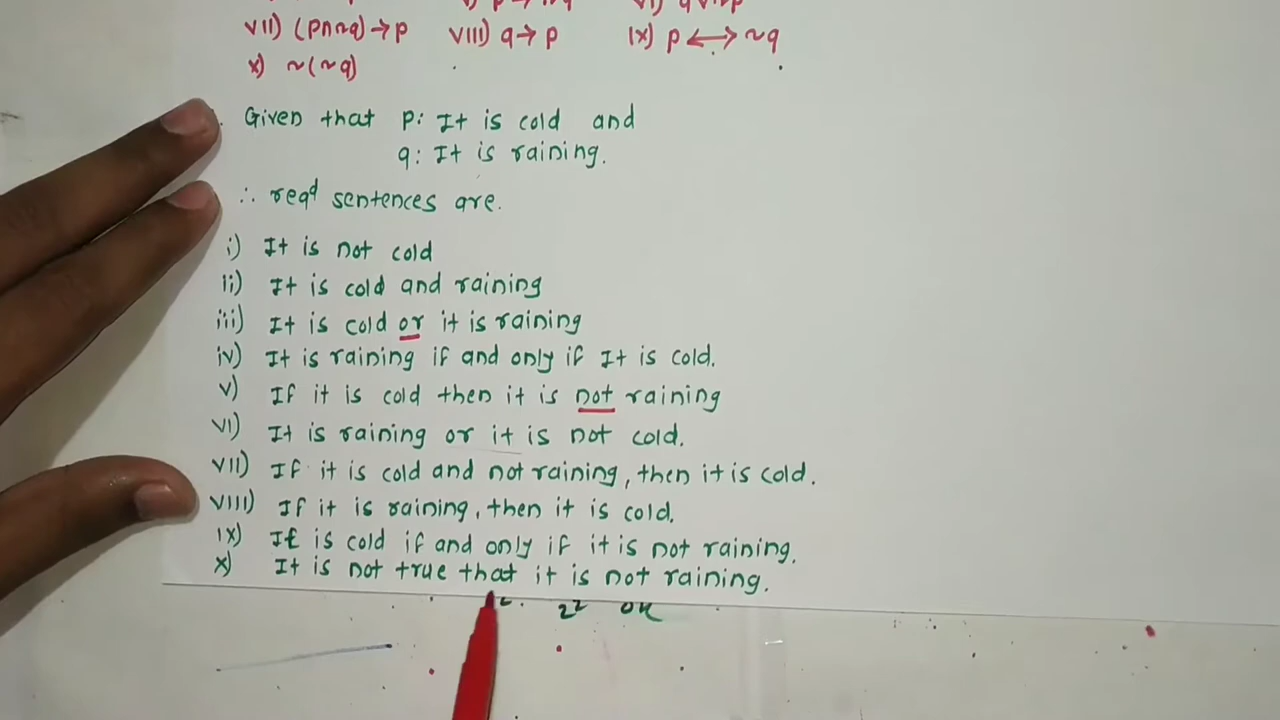 vii) (p∧~q)→p viii) q→p ix) p⟷~q
x) ~(~q)
Given that p: It is cold and
q: It is raining.
∴ reqd sentences are.
i) It is not cold
ii) It is cold and raining
iii) It is cold or it is raining
iv) It is raining if and only if It is cold.
v) If it is cold then it is not raining
vi) It is raining or it is not cold.
vii) If it is cold and not raining, then it is cold.
viii) If it is raining, then it is cold.
ix) It is cold if and only if it is not raining.
x) It is not true that it is not raining.